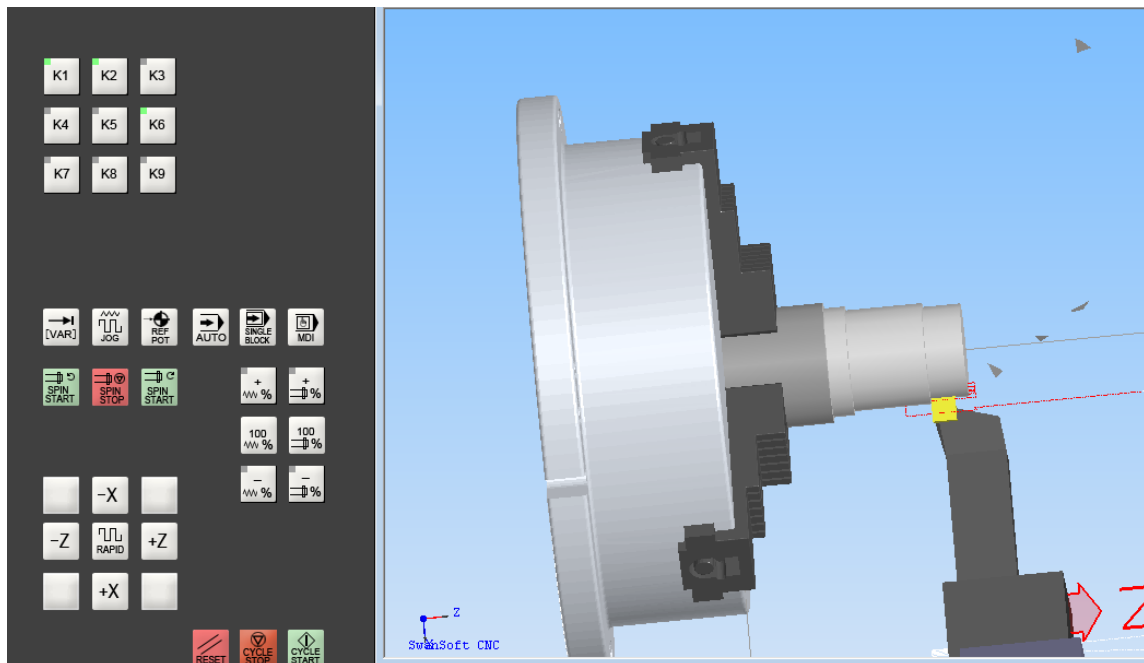 K1 K2 K3
K4 K5 K6
K7 K8 K9
[VAR] JOG REF POT AUTO SINGLE BLOCK MDI
SPIN START SPIN STOP SPIN START + % + %
100 % 100 %
- % - %
-X
-Z RAPID +Z
+X
RESET CYCLE STOP CYCLE START
Z
SwanSoft CNC
Z